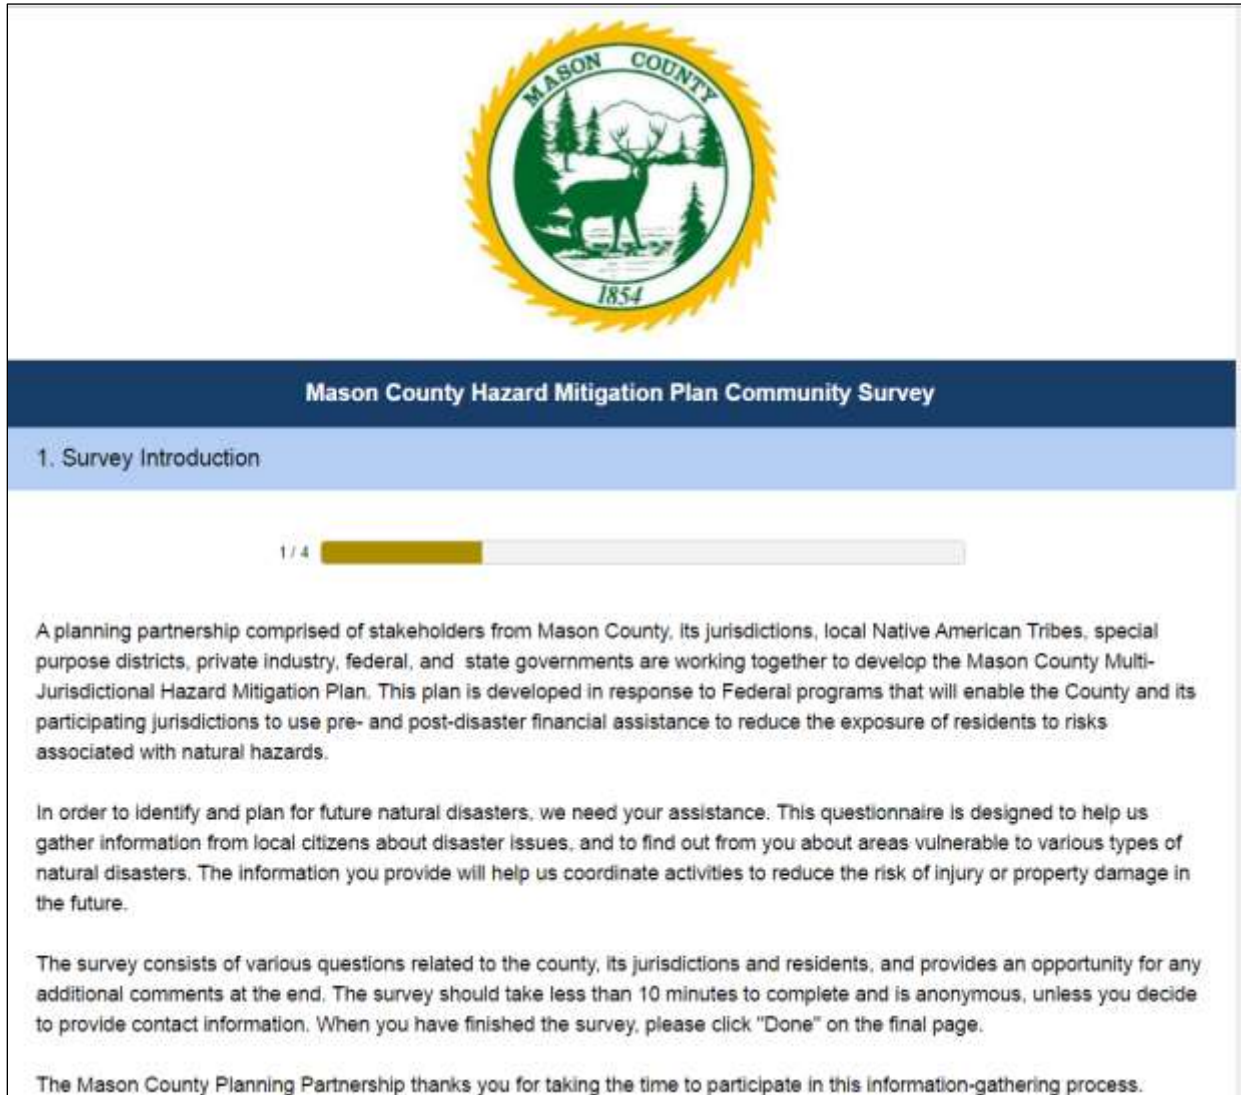 MASON COUNTY
1854
Mason County Hazard Mitigation Plan Community Survey
1. Survey Introduction
1 / 4
A planning partnership comprised of stakeholders from Mason County, its jurisdictions, local Native American Tribes, special
purpose districts, private industry, federal, and state governments are working together to develop the Mason County Multi-
Jurisdictional Hazard Mitigation Plan. This plan is developed in response to Federal programs that will enable the County and its
participating jurisdictions to use pre- and post-disaster financial assistance to reduce the exposure of residents to risks
associated with natural hazards.
In order to identify and plan for future natural disasters, we need your assistance. This questionnaire is designed to help us
gather information from local citizens about disaster issues, and to find out from you about areas vulnerable to various types of
natural disasters. The information you provide will help us coordinate activities to reduce the risk of injury or property damage in
the future.
The survey consists of various questions related to the county, its jurisdictions and residents, and provides an opportunity for any
additional comments at the end. The survey should take less than 10 minutes to complete and is anonymous, unless you decide
to provide contact information. When you have finished the survey, please click "Done" on the final page.
The Mason County Planning Partnership thanks you for taking the time to participate in this information-gathering process.